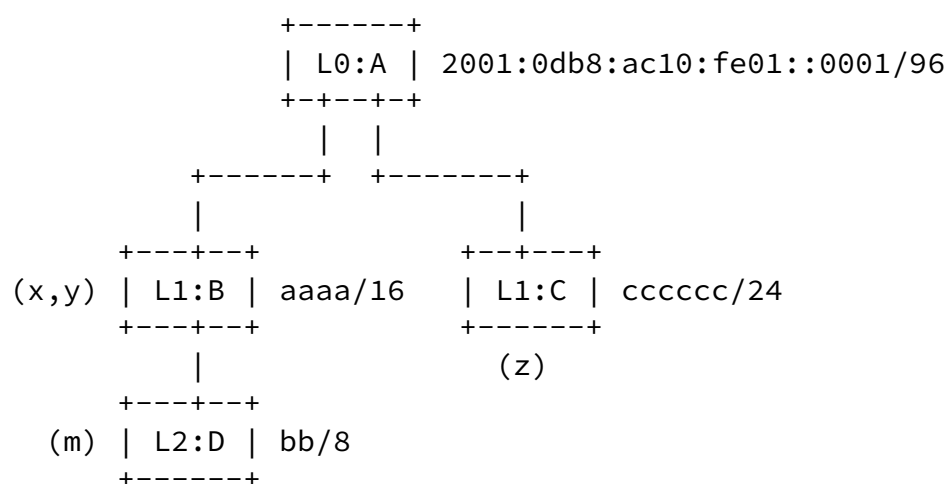 L0:A 2001:0db8:ac10:fe01::0001/96
(x,y) L1:B aaaa/16 L1:C cccccc/24
(z)
(m) L2:D bb/8